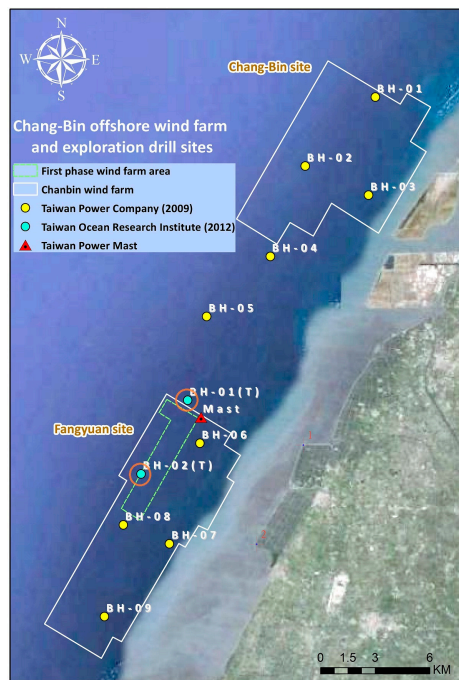 N
W
E
S
Chang-Bin site
BH-01
BH-02
BH-03
Chang-Bin offshore wind farm
and exploration drill sites
First phase wind farm area
Chanbin wind farm
Taiwan Power Company (2009)
Taiwan Ocean Research Institute (2012)
Taiwan Power Mast
BH-04
BH-05
BH-01(T)
Mast
Fangyuan site
BH-06
BH-02(T)
BH-08
BH-07
BH-09
0 1.5 3 6
KM